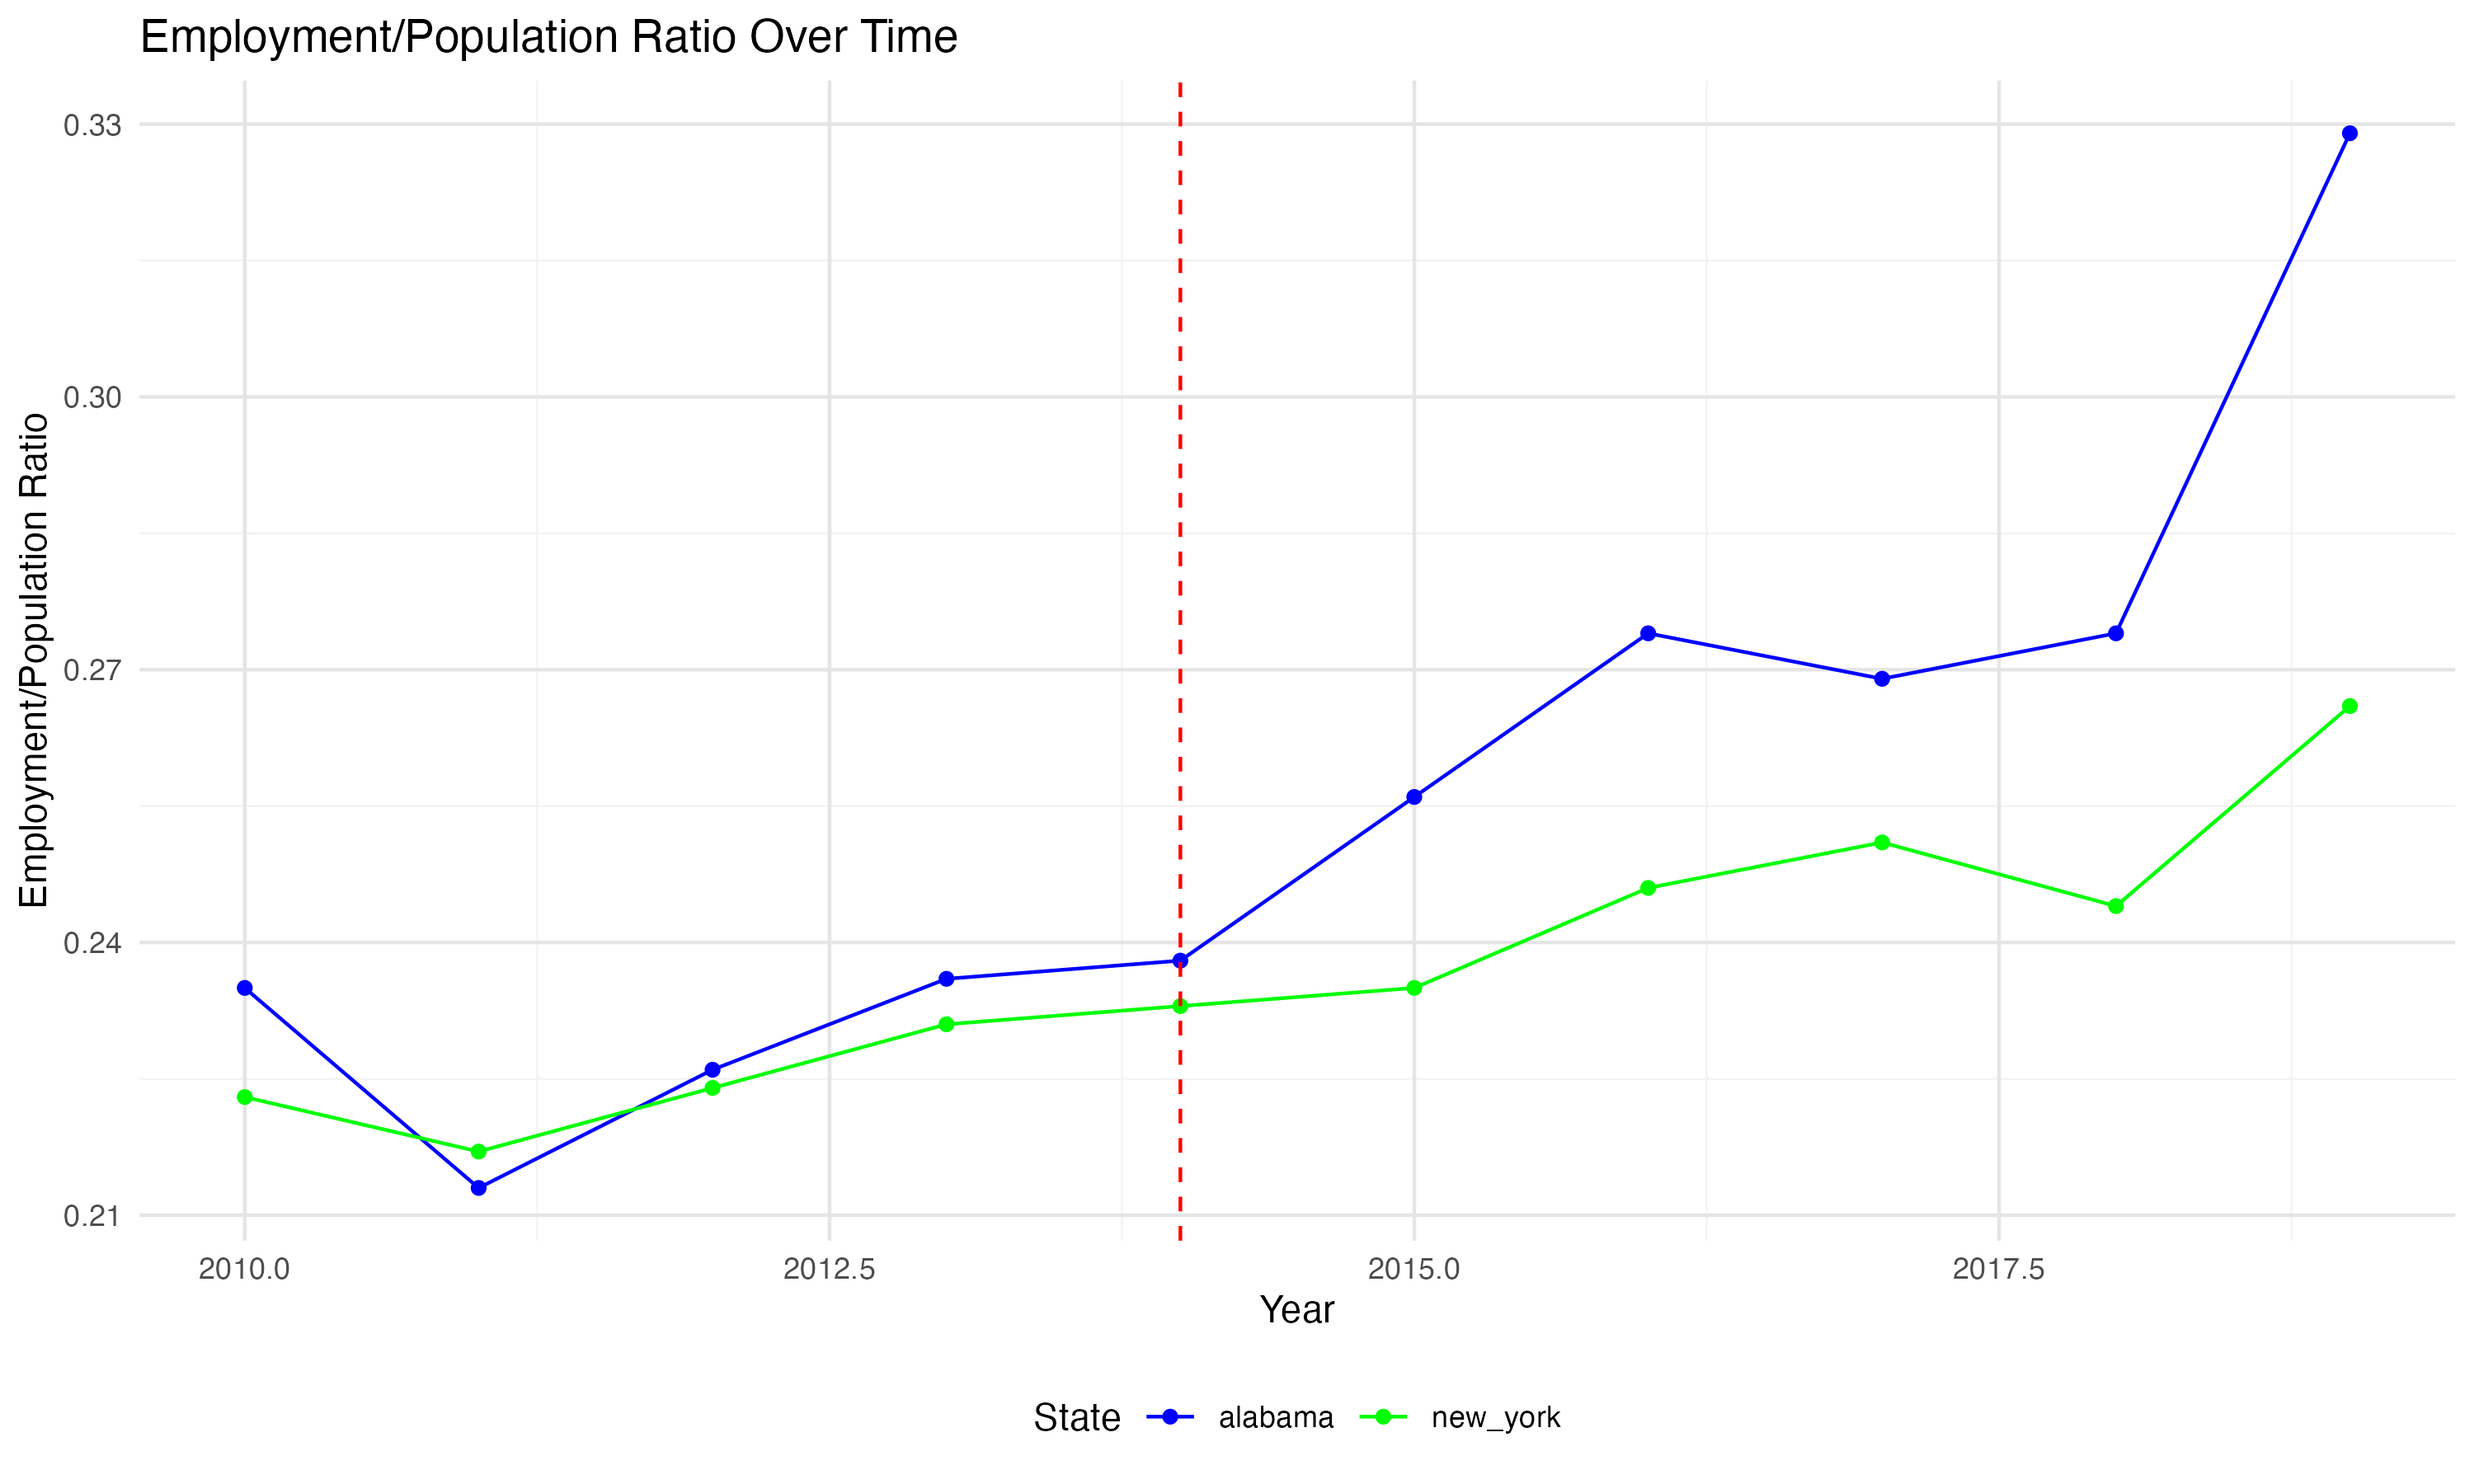 Employment/Population Ratio Over Time
Employment/Population Ratio
0.33
0.30
0.27
0.24
0.21
2010.0 2012.5 2015.0 2017.5
Year
State alabama new_york